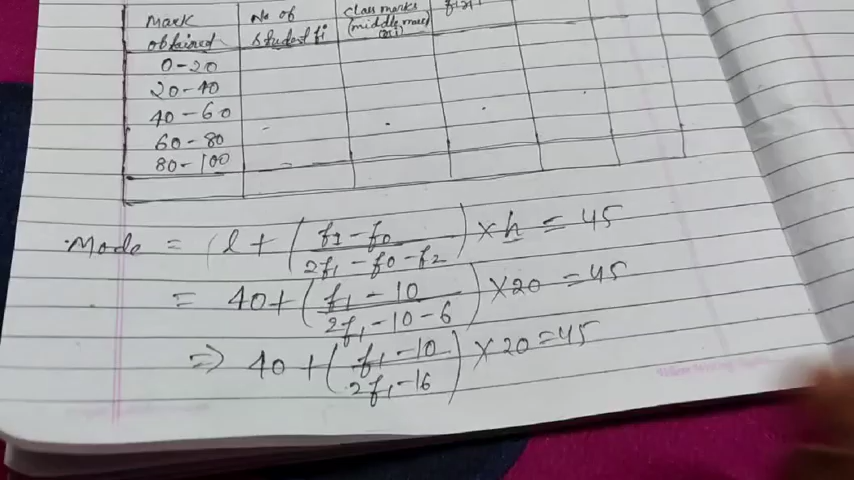 Mark obtained | No of student fi | class marks (middle mark) (xi) | fixi
0-20
20-40
40-60
60-80
80-100
Mode = (l + (f1 - f0 / 2f1 - f0 - f2) × h = 45
= 40 + (f1 - 10 / 2f1 - 10 - 6) × 20 = 45
⇒ 40 + (f1 - 10 / 2f1 - 16) × 20 = 45